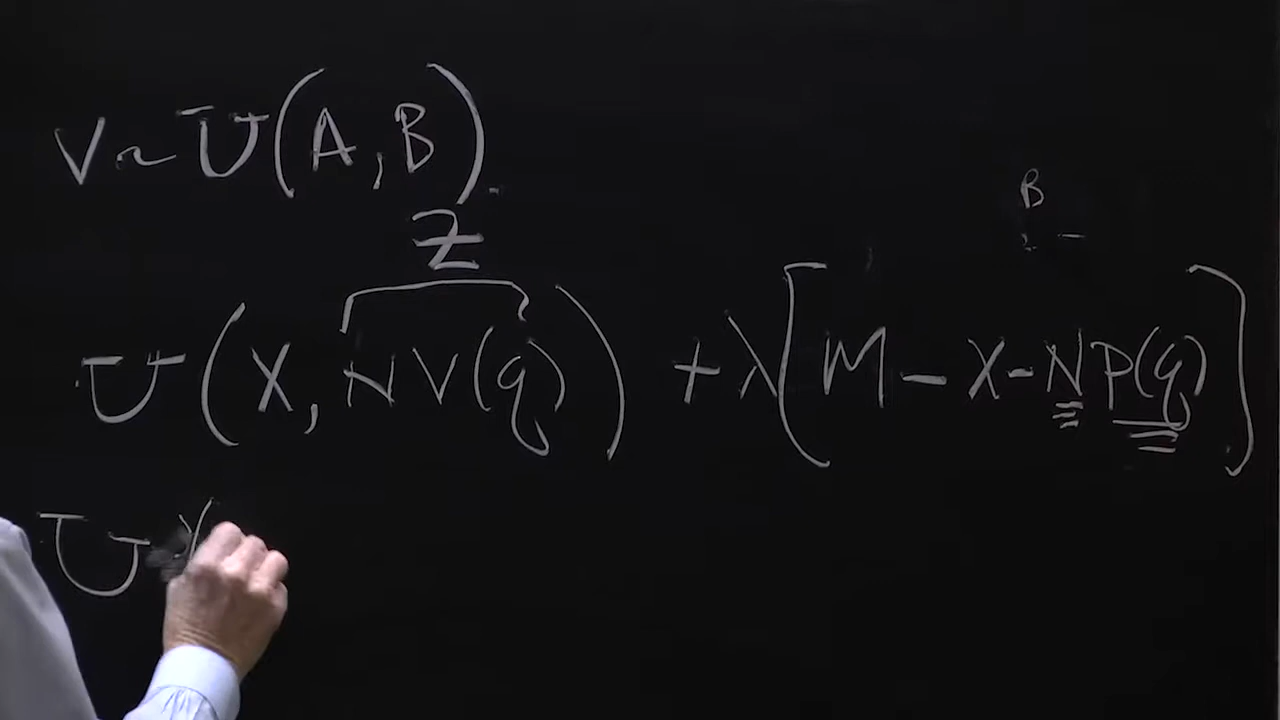 V ~ U(A, B).
B
Z
U(X, NV(q)) + λ[M - X - NP(q)]
U